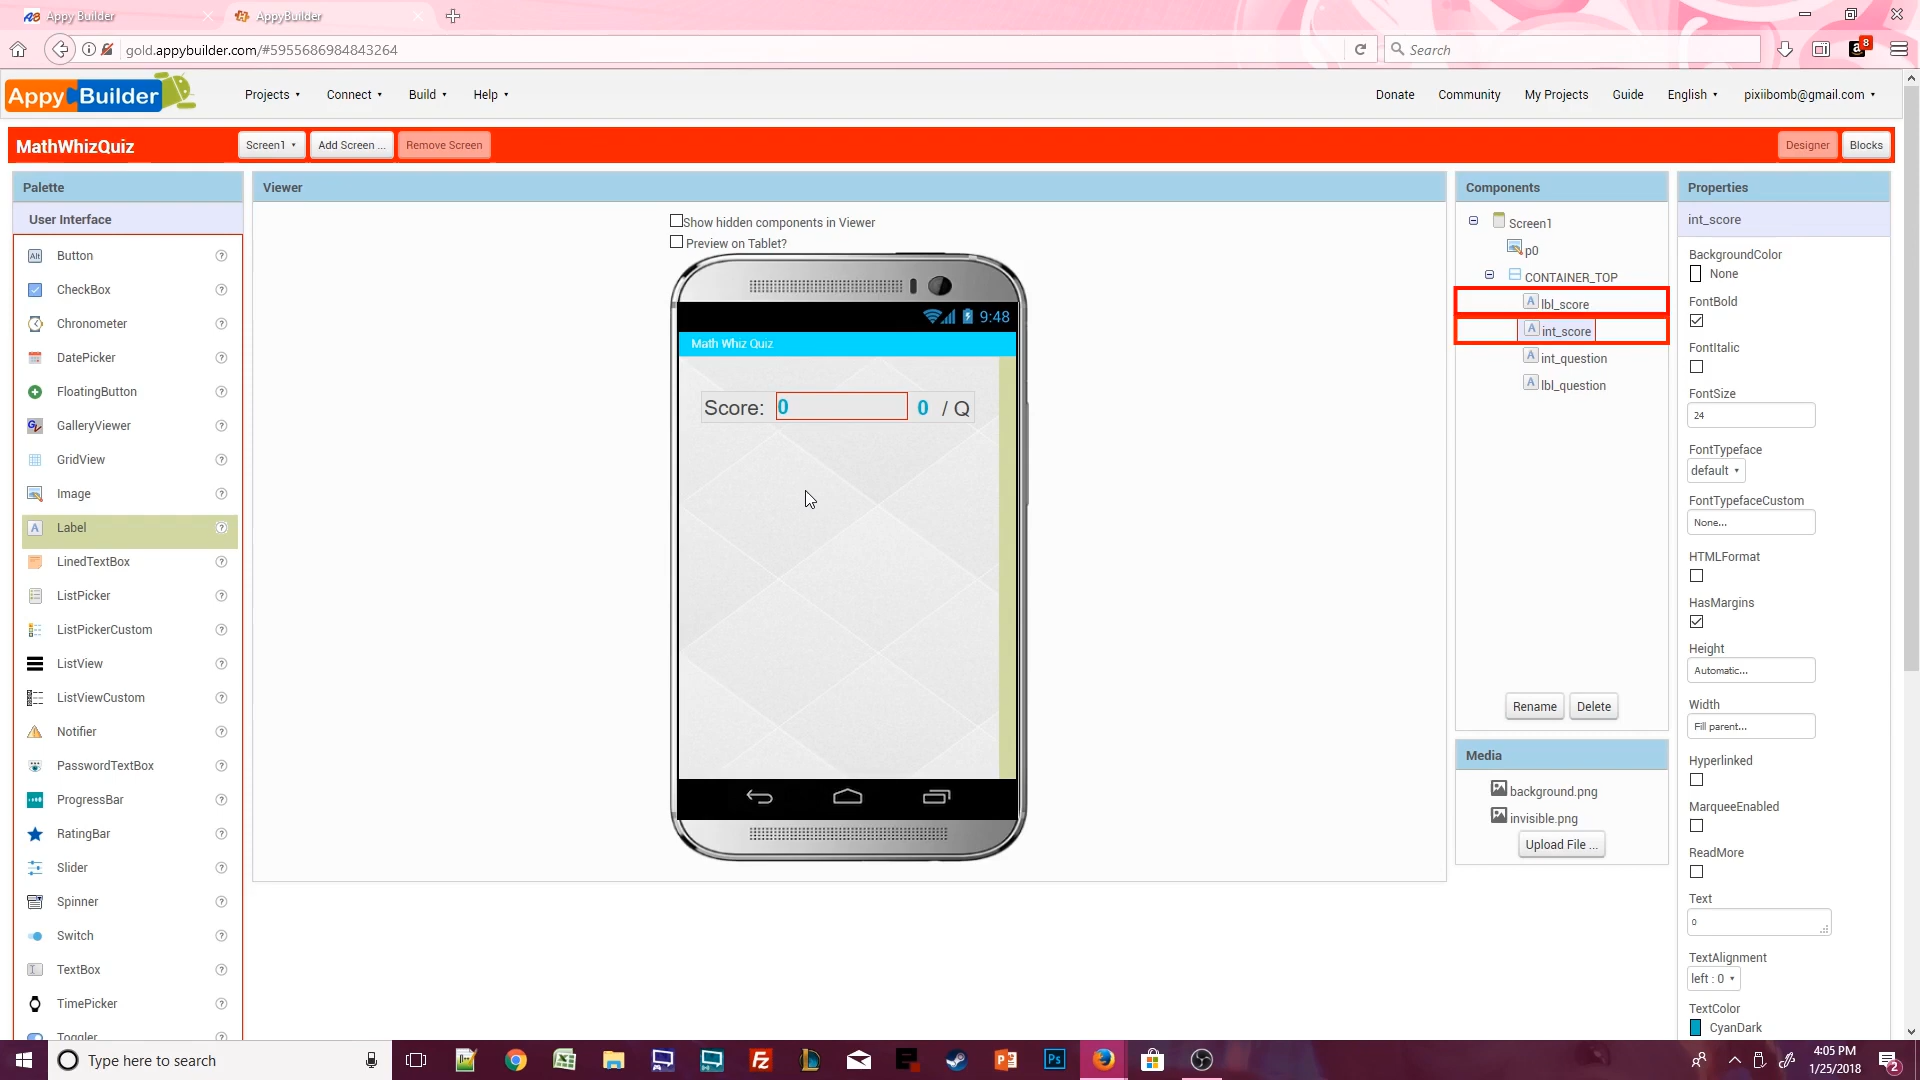 Appy Builder
AppyBuilder
gold.appybuilder.com/#5955686984843264
Search
8
Appy Builder
Projects
Connect
Build
Help
Donate
Community
My Projects
Guide
English
pixiibomb@gmail.com
MathWhizQuiz
Screen1
Add Screen ...
Remove Screen
Designer
Blocks
Palette
User Interface
Button
CheckBox
Chronometer
DatePicker
FloatingButton
GalleryViewer
GridView
Image
Label
LinedTextBox
ListPicker
ListPickerCustom
ListView
ListViewCustom
Notifier
PasswordTextBox
ProgressBar
RatingBar
Slider
Spinner
Switch
TextBox
TimePicker
Toggler
Viewer
Show hidden components in Viewer
Preview on Tablet?
9:48
Math Whiz Quiz
Score: 0 0 / Q
Components
Screen1
p0
CONTAINER_TOP
lbl_score
int_score
int_question
lbl_question
Rename
Delete
Media
background.png
invisible.png
Upload File ...
Properties
int_score
BackgroundColor
None
FontBold
FontItalic
FontSize
24
FontTypeface
default
FontTypefaceCustom
None...
HTMLFormat
HasMargins
Height
Automatic...
Width
Fill parent...
Hyperlinked
MarqueeEnabled
ReadMore
Text
0
TextAlignment
left : 0
TextColor
CyanDark
Type here to search
4:05 PM
1/25/2018
2